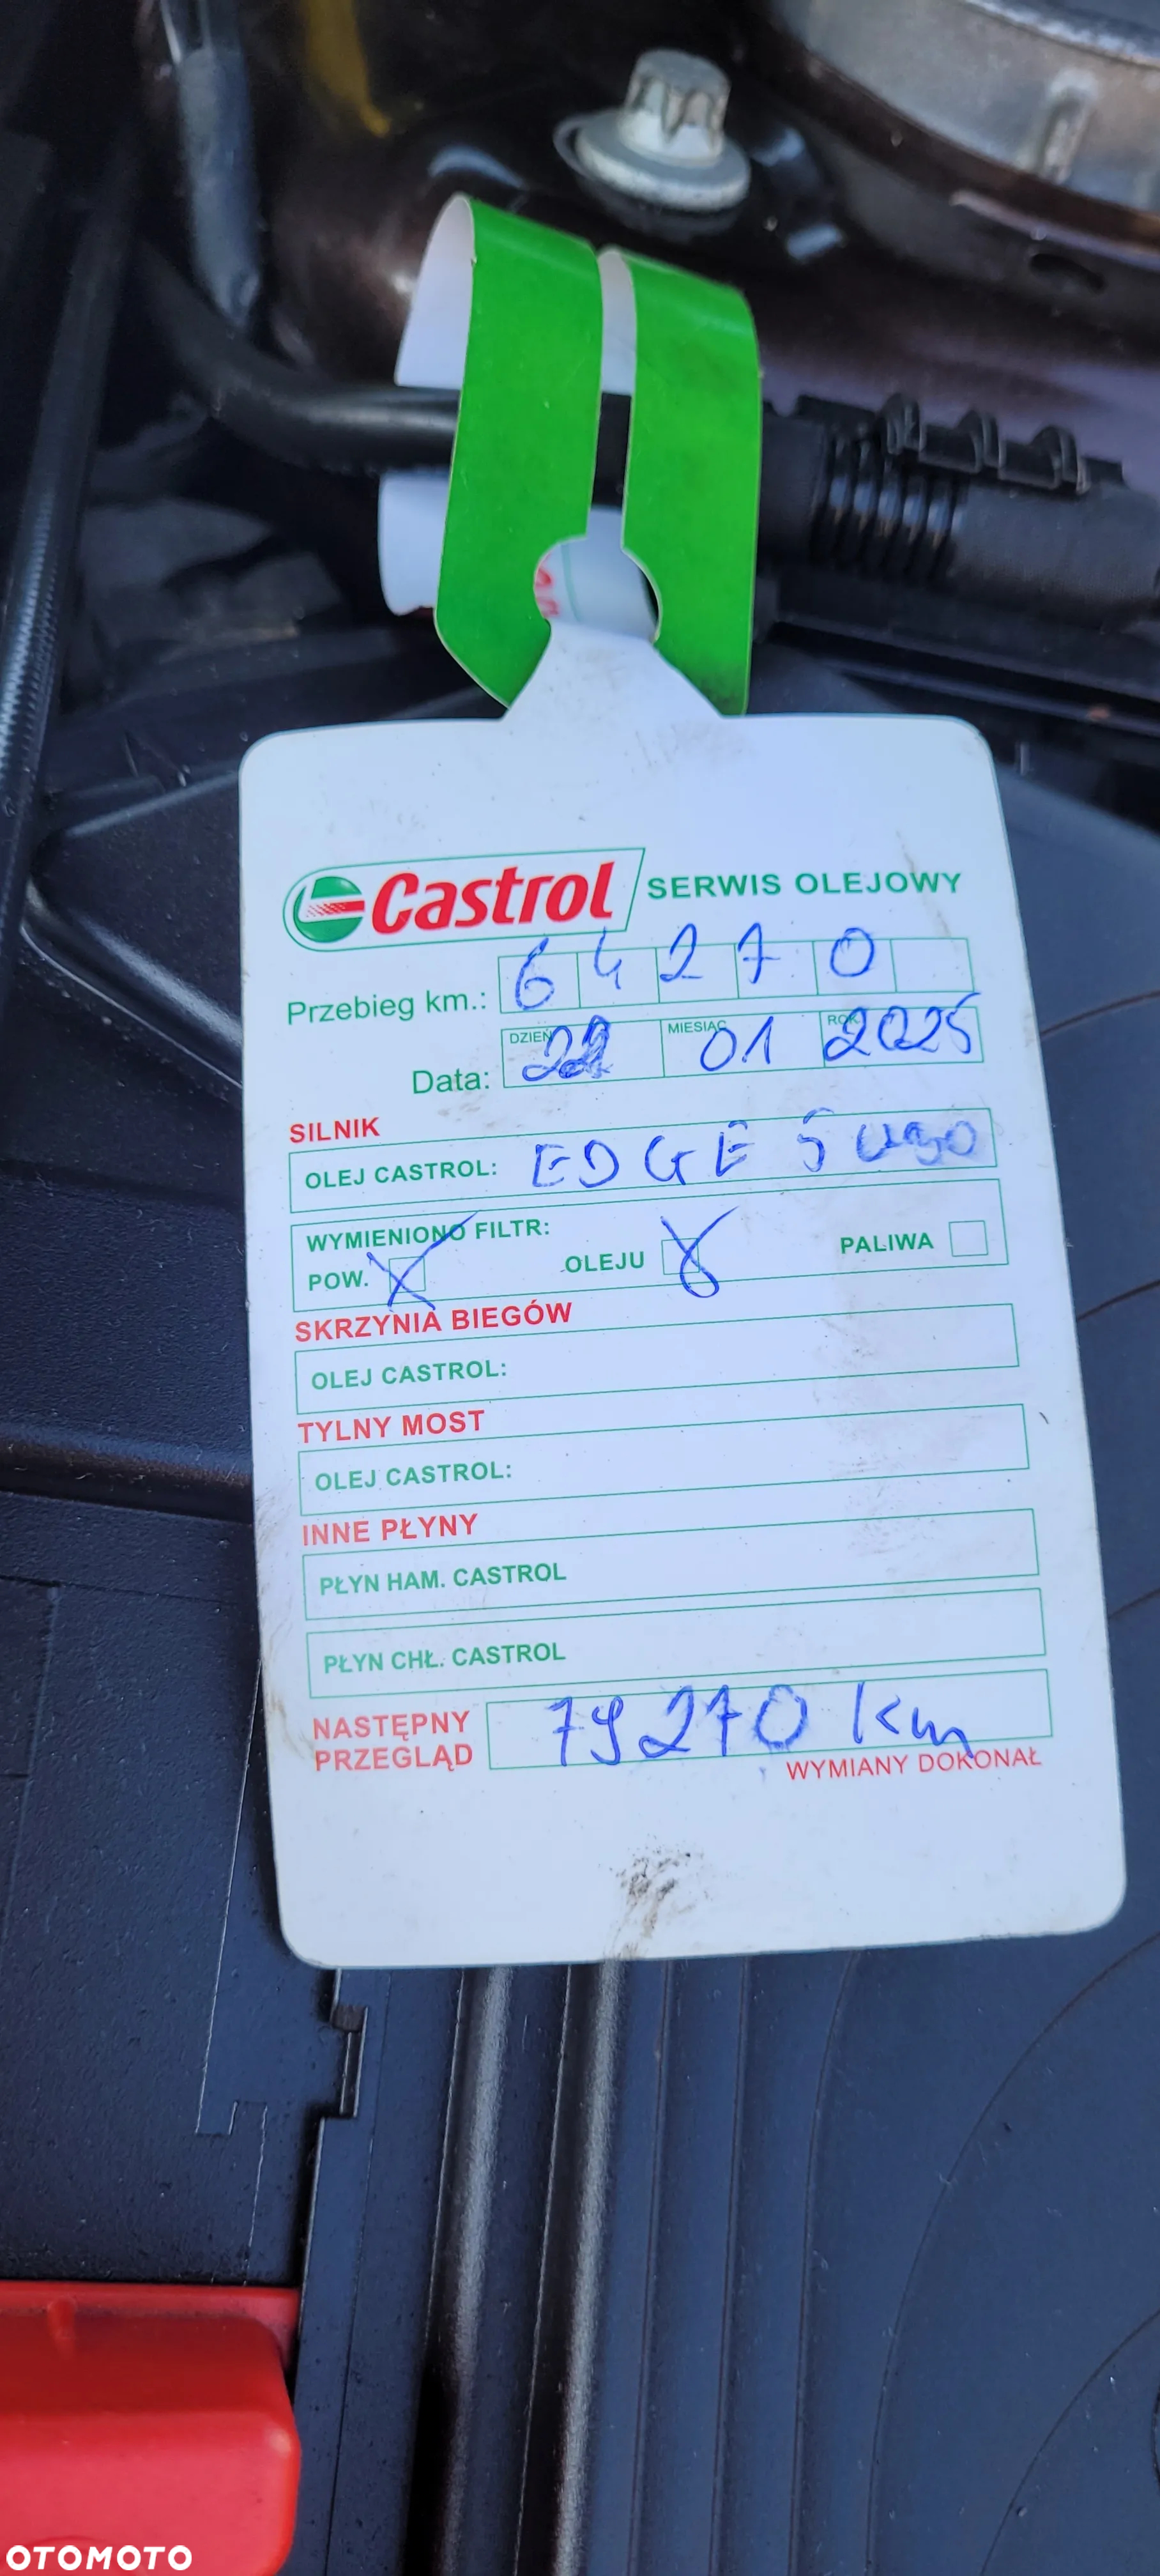 Castrol SERWIS OLEJOWY
Przebieg km.: 64270
DZIEŃ MIESIĄC ROK
Data: 22 01 2025
SILNIK
OLEJ CASTROL: EDGE 5W30
WYMIENIONO FILTR:
POW. X OLEJU X PALIWA
SKRZYNIA BIEGÓW
OLEJ CASTROL:
TYLNY MOST
OLEJ CASTROL:
INNE PŁYNY
PŁYN HAM. CASTROL
PŁYN CHŁ. CASTROL
NASTĘPNY
PRZEGLĄD 79270 km
WYMIANY DOKONAŁ
OTOMOTO